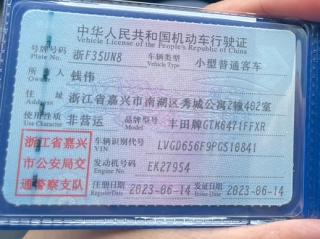 中华人民共和国机动车行驶证
Vehicle License of the People's Republic of China
号牌号码 浙F35UN8 车辆类型 小型普通客车
Plate No. Vehicle Type
所有人 钱伟
Owner
住址 浙江省嘉兴市南湖区秀城公寓2幢402室
Address
使用性质 非营运 品牌型号 丰田牌GTM6471FFXR
Use Character Model
浙江省嘉兴 车辆识别代号 LVGD656F9PG510841
VIN
市公安局交 发动机号码 EK27954
Engine No.
通警察支队 注册日期 2023-06-14 发证日期 2023-06-14
Register Date Issue Date